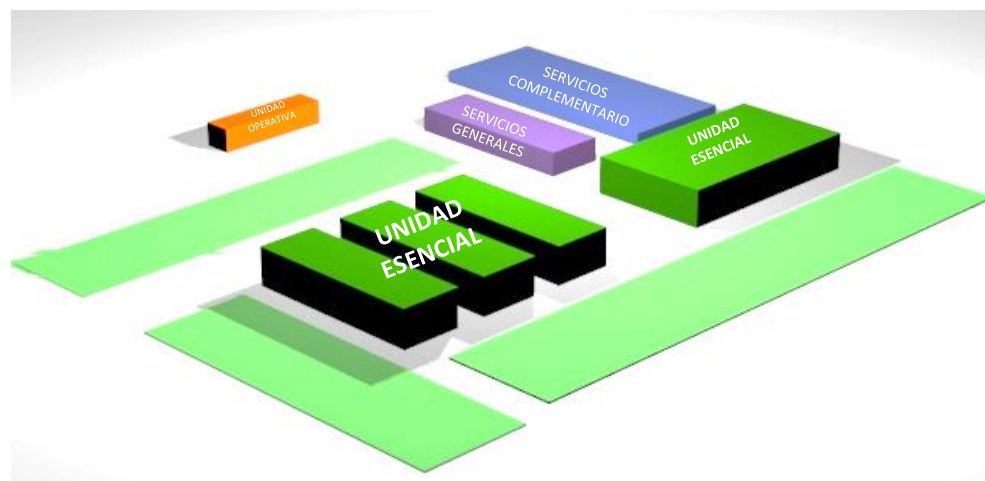 SERVICIOS
COMPLEMENTARIO
UNIDAD
OPERATIVA
SERVICIOS
GENERALES
UNIDAD
ESENCIAL
UNIDAD
ESENCIAL